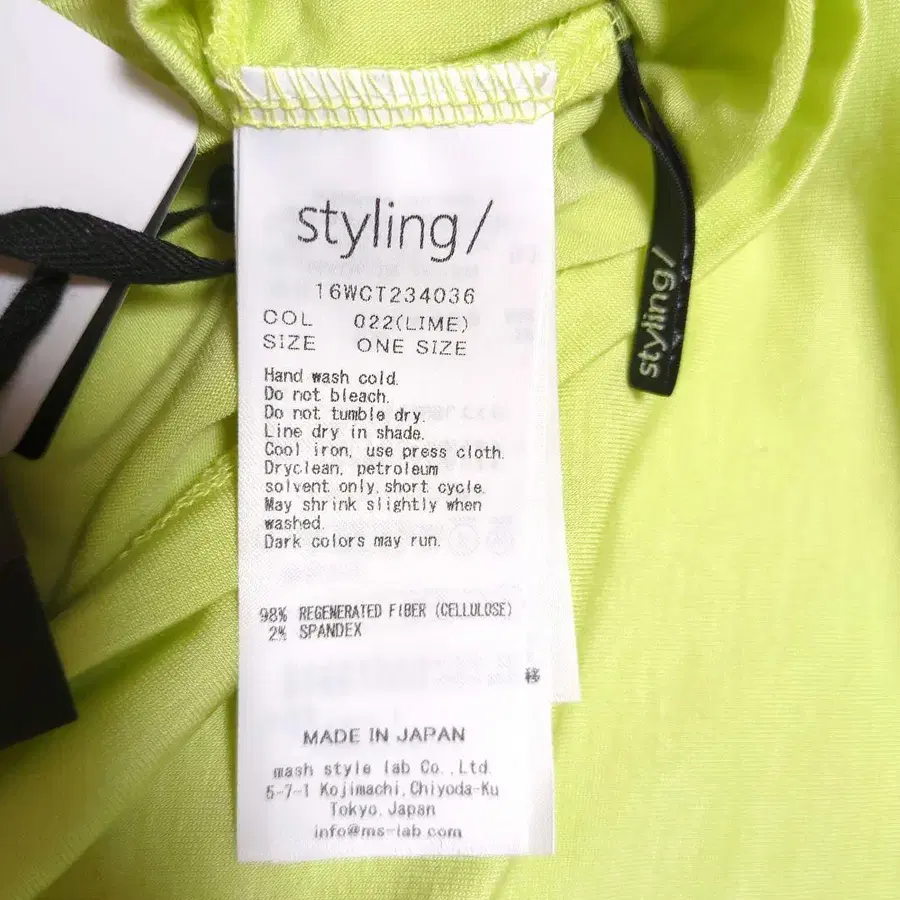 styling/
16WCT234036
COL 022(LIME)
SIZE ONE SIZE
Hand wash cold.
Do not bleach.
Do not tumble dry.
Line dry in shade.
Cool iron, use press cloth.
Dryclean, petroleum
solvent only, short cycle.
May shrink slightly when
washed.
Dark colors may run.
98% REGENERATED FIBER (CELLULOSE)
2% SPANDEX
移
MADE IN JAPAN
mash style lab Co.,Ltd.
5-7-1 Kojimachi,Chiyoda-Ku
Tokyo,Japan
info@ms-lab.com
styling/